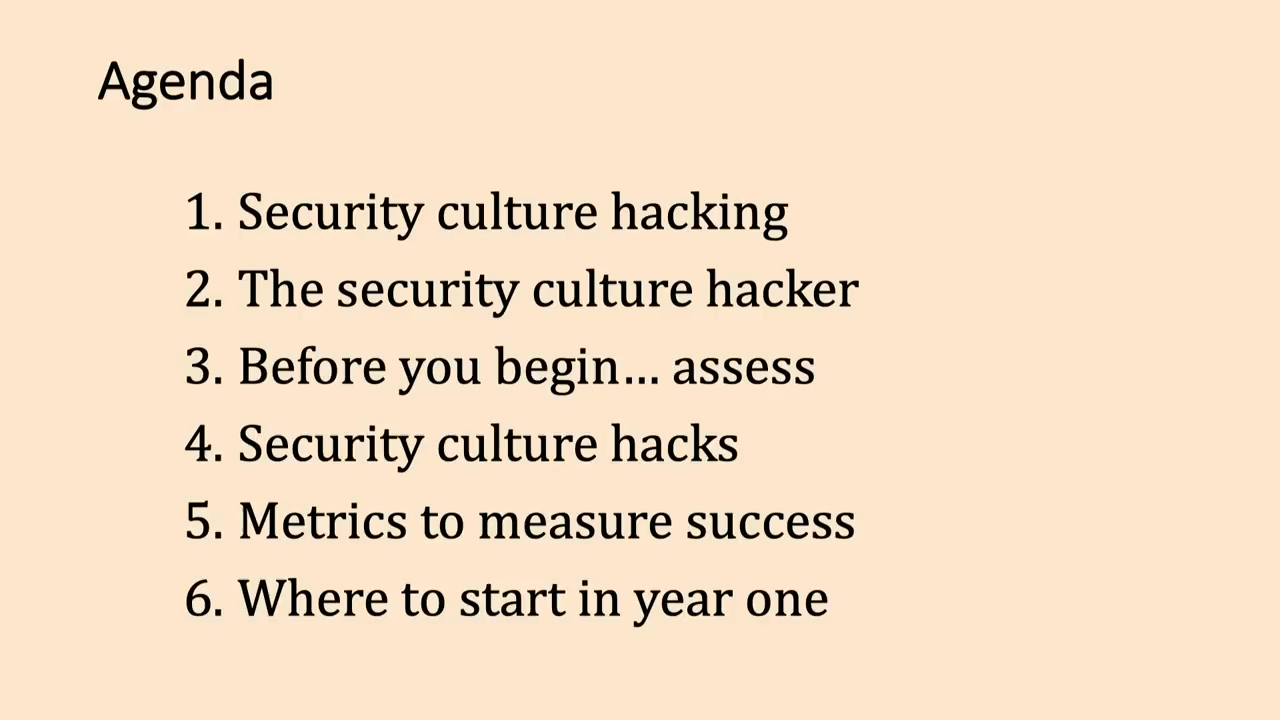 Agenda
1. Security culture hacking
2. The security culture hacker
3. Before you begin… assess
4. Security culture hacks
5. Metrics to measure success
6. Where to start in year one